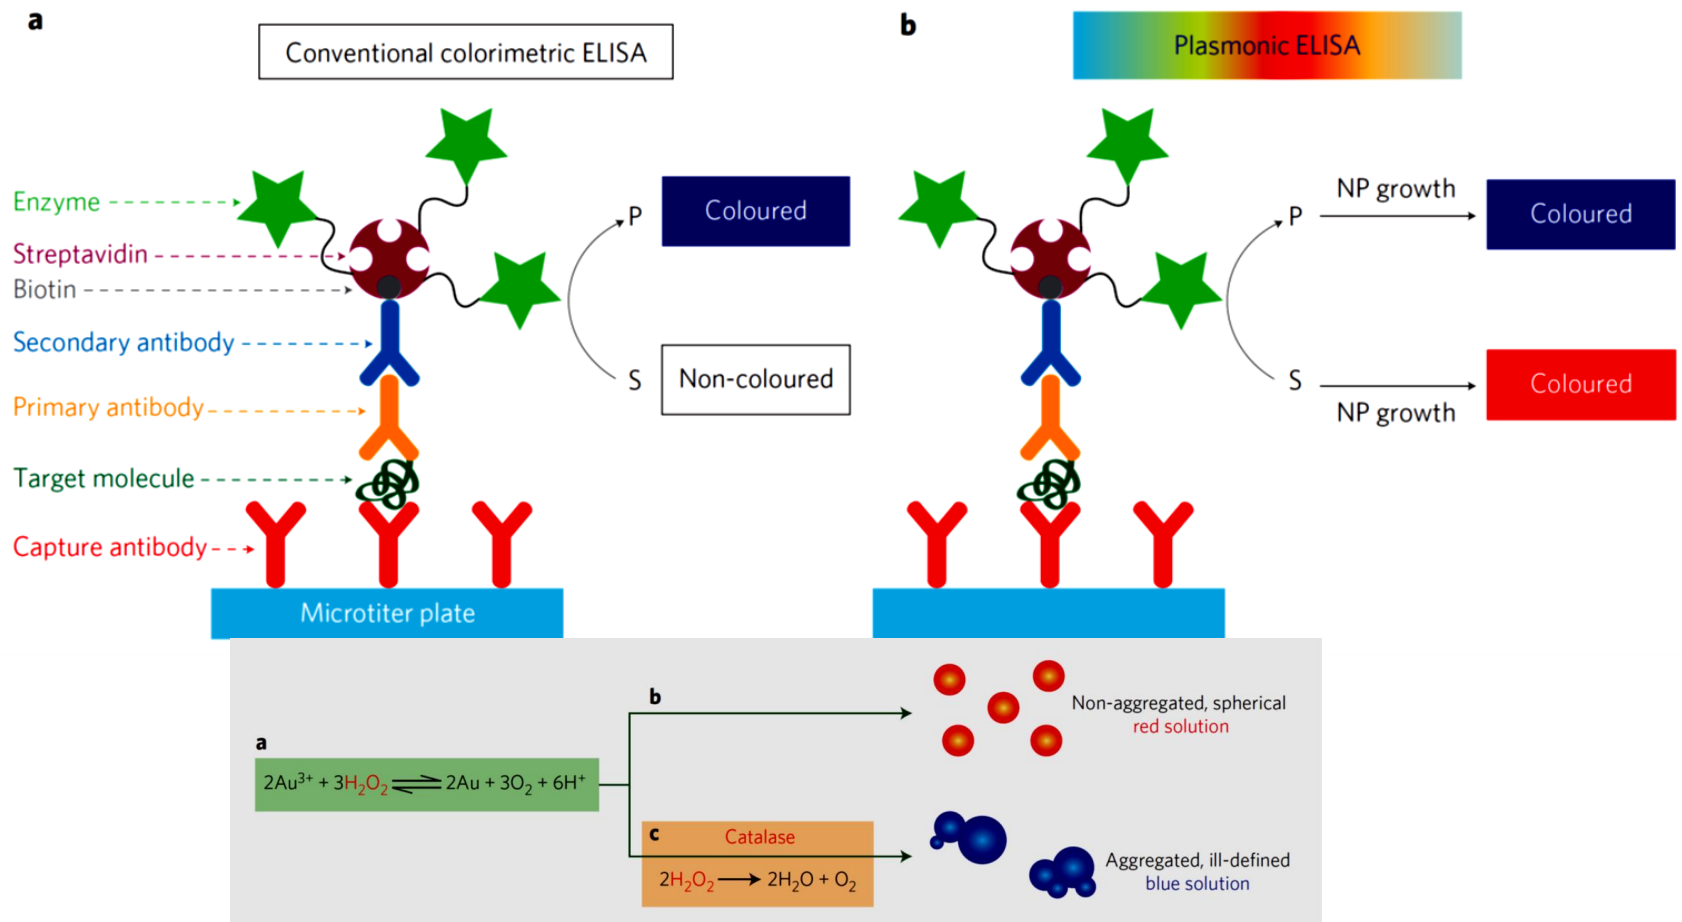 a
Conventional colorimetric ELISA
Enzyme
Streptavidin
Biotin
Secondary antibody
Primary antibody
Target molecule
Capture antibody
P
Coloured
S
Non-coloured
Microtiter plate
b
Plasmonic ELISA
P
NP growth
Coloured
S
NP growth
Coloured
a
2Au³⁺ + 3H₂O₂ ⇌ 2Au + 3O₂ + 6H⁺
b
Non-aggregated, spherical
red solution
c
Catalase
2H₂O₂ → 2H₂O + O₂
Aggregated, ill-defined
blue solution